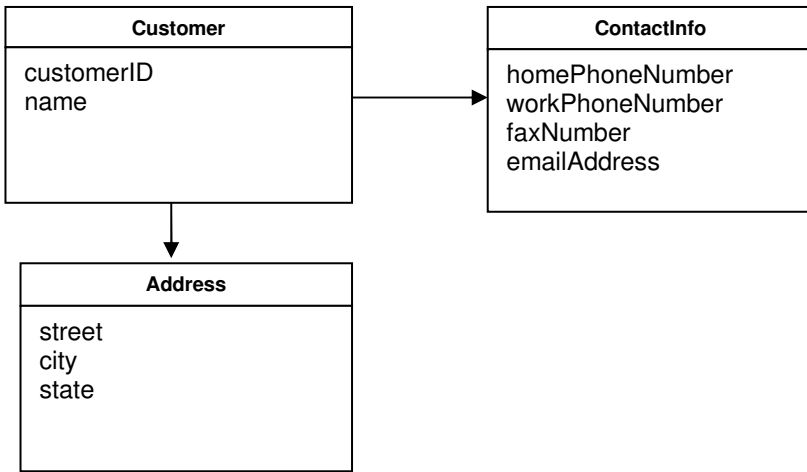 Customer
customerID
name
ContactInfo
homePhoneNumber
workPhoneNumber
faxNumber
emailAddress
Address
street
city
state